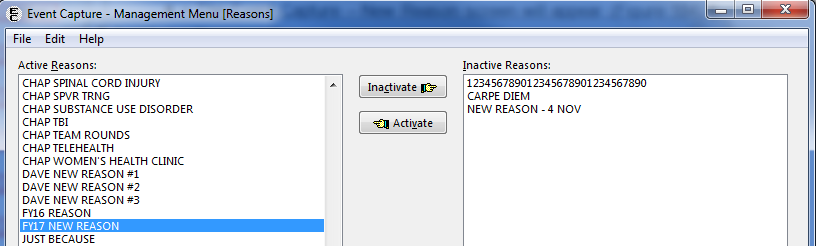 Event Capture - Management Menu [Reasons]
File Edit Help
Active Reasons:
CHAP SPINAL CORD INJURY
CHAP SPVR TRNG
CHAP SUBSTANCE USE DISORDER
CHAP TBI
CHAP TEAM ROUNDS
CHAP TELEHEALTH
CHAP WOMEN'S HEALTH CLINIC
DAVE NEW REASON #1
DAVE NEW REASON #2
DAVE NEW REASON #3
FY16 REASON
FY17 NEW REASON
JUST BECAUSE
Inactivate
Activate
Inactive Reasons:
123456789012345678901234567890
CARPE DIEM
NEW REASON - 4 NOV